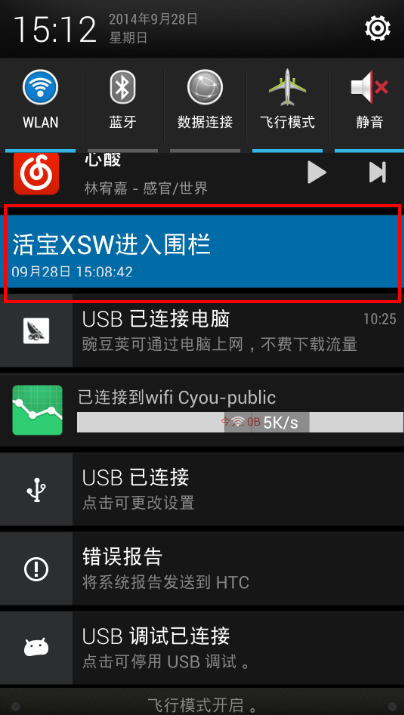 15:12
2014年9月28日
星期日
WLAN
蓝牙
数据连接
飞行模式
静音
心酸
林宥嘉 - 感官/世界
活宝XSW进入围栏
09月28日 15:08:42
USB 已连接电脑
10:25
豌豆荚可通过电脑上网，不费下载流量
已连接到wifi Cyou-public
0B
5K/s
USB 已连接
点击可更改设置
错误报告
将系统报告发送到 HTC
USB 调试已连接
点击可停用 USB 调试 。
飞行模式开启 。